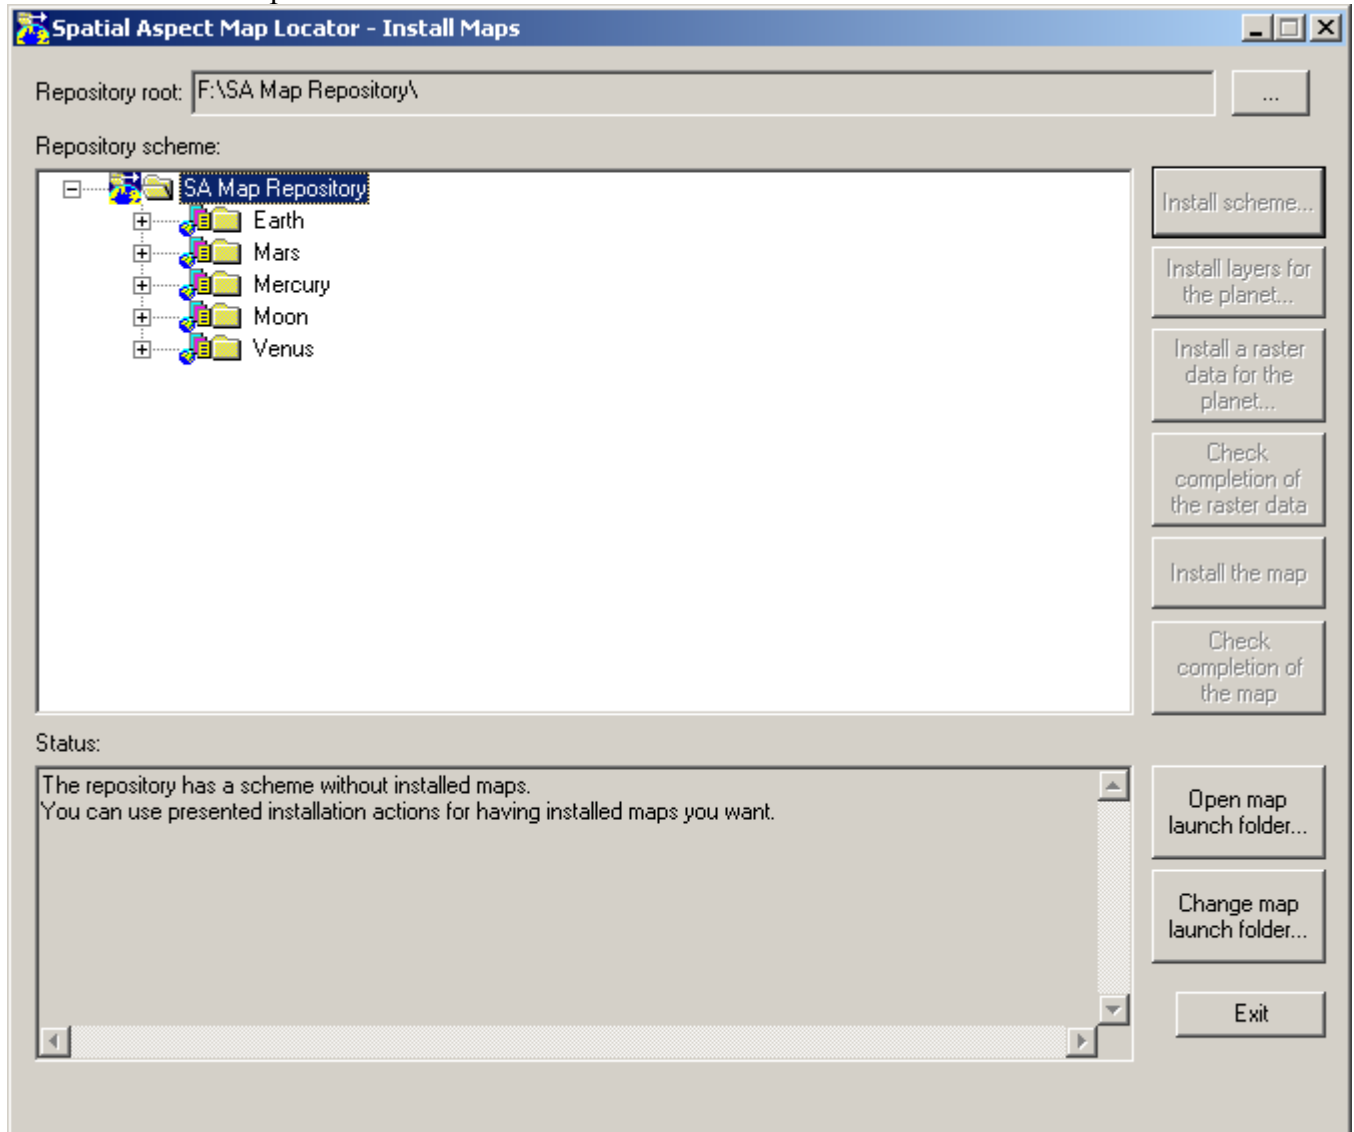 Spatial Aspect Map Locator - Install Maps
Repository root: F:\SA Map Repository\ ...
Repository scheme:
SA Map Repository
Earth
Mars
Mercury
Moon
Venus
Install scheme...
Install layers for
the planet...
Install a raster
data for the
planet...
Check
completion of
the raster data
Install the map
Check
completion of
the map
Status:
The repository has a scheme without installed maps.
You can use presented installation actions for having installed maps you want.
Open map
launch folder...
Change map
launch folder...
Exit